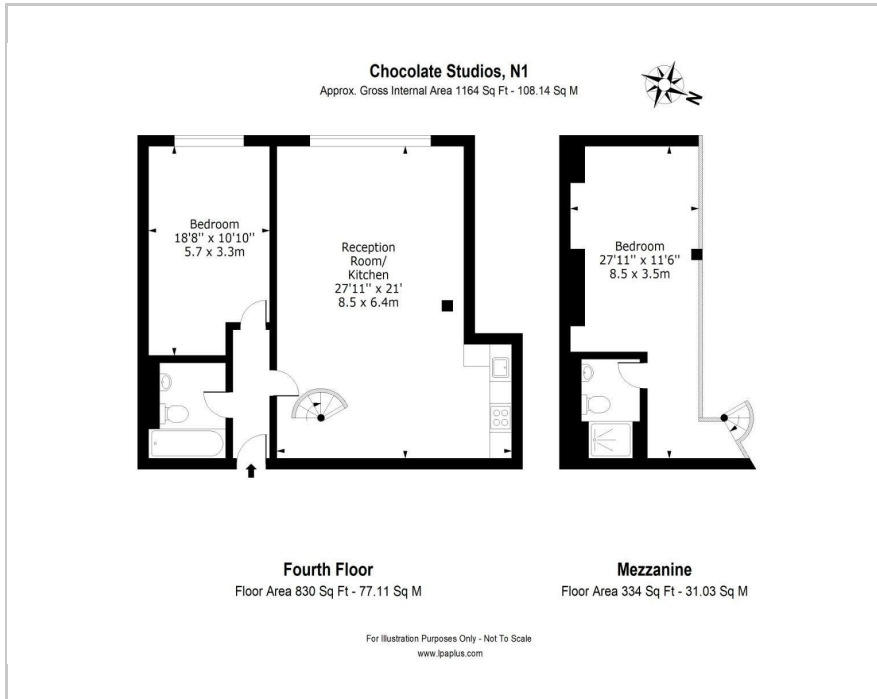 Chocolate Studios, N1
Approx. Gross Internal Area 1164 Sq Ft - 108.14 Sq M
N
Bedroom
18'8'' x 10'10''
5.7 x 3.3m
Reception
Room/
Kitchen
27'11'' x 21'
8.5 x 6.4m
Bedroom
27'11'' x 11'6''
8.5 x 3.5m
Fourth Floor
Floor Area 830 Sq Ft - 77.11 Sq M
Mezzanine
Floor Area 334 Sq Ft - 31.03 Sq M
For Illustration Purposes Only - Not To Scale
www.lpaplus.com